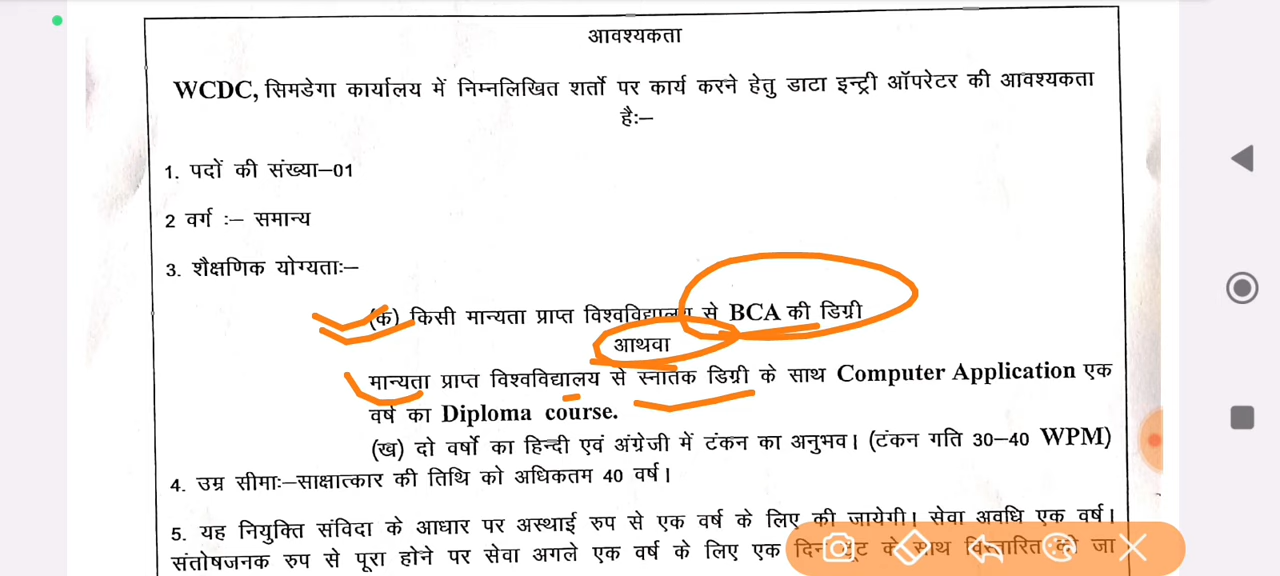 आवश्यकता
WCDC, सिमडेगा कार्यालय में निम्नलिखित शर्तो पर कार्य करने हेतु डाटा इन्ट्री ऑपरेटर की आवश्यकता
है:–
1. पदों की संख्या–01
2 वर्ग :– समान्य
3. शैक्षणिक योग्यताः–
(क) किसी मान्यता प्राप्त विश्वविद्यालय से BCA की डिग्री
आथवा
मान्यता प्राप्त विश्वविद्यालय से स्नातक डिग्री के साथ Computer Application एक
वर्ष का Diploma course.
(ख) दो वर्षो का हिन्दी एवं अंग्रेजी में टंकन का अनुभव। (टंकन गति 30–40 WPM)
4. उम्र सीमाः–साक्षात्कार की तिथि को अधिकतम 40 वर्ष।
5. यह नियुक्ति संविदा के आधार पर अस्थाई रुप से एक वर्ष के लिए की जायेगी। सेवा अवधि एक वर्ष।
संतोषजनक रुप से पूरा होने पर सेवा अगले एक वर्ष के लिए एक दिन टूट के साथ विस्तारित की जा